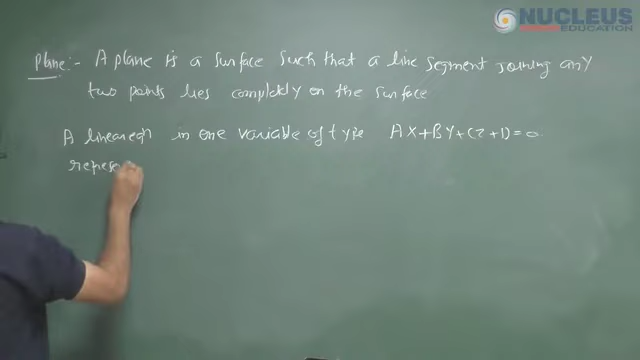 NUCLEUS
EDUCATION
Plane:- A plane is a surface such that a line segment joining any
two points lies completly on the surface
A linear eqn in one variable of type AX+BY+CZ+D=0
represe